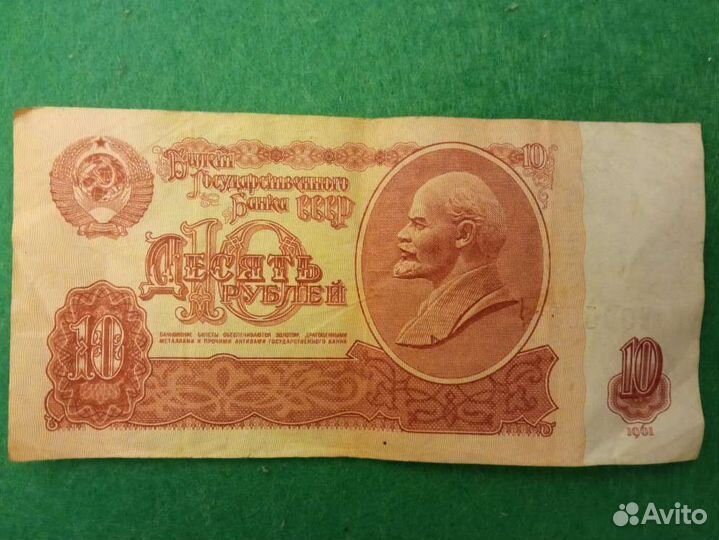 Билет
Государственного
Банка СССР
10
10
Десять
Рублей
БАНКОВСКИЕ БИЛЕТЫ ОБЕСПЕЧИВАЮТСЯ ЗОЛОТОМ, ДРАГОЦЕННЫМИ
МЕТАЛЛАМИ И ПРОЧИМИ АКТИВАМИ ГОСУДАРСТВЕННОГО БАНКА
10
10
1961
Avito